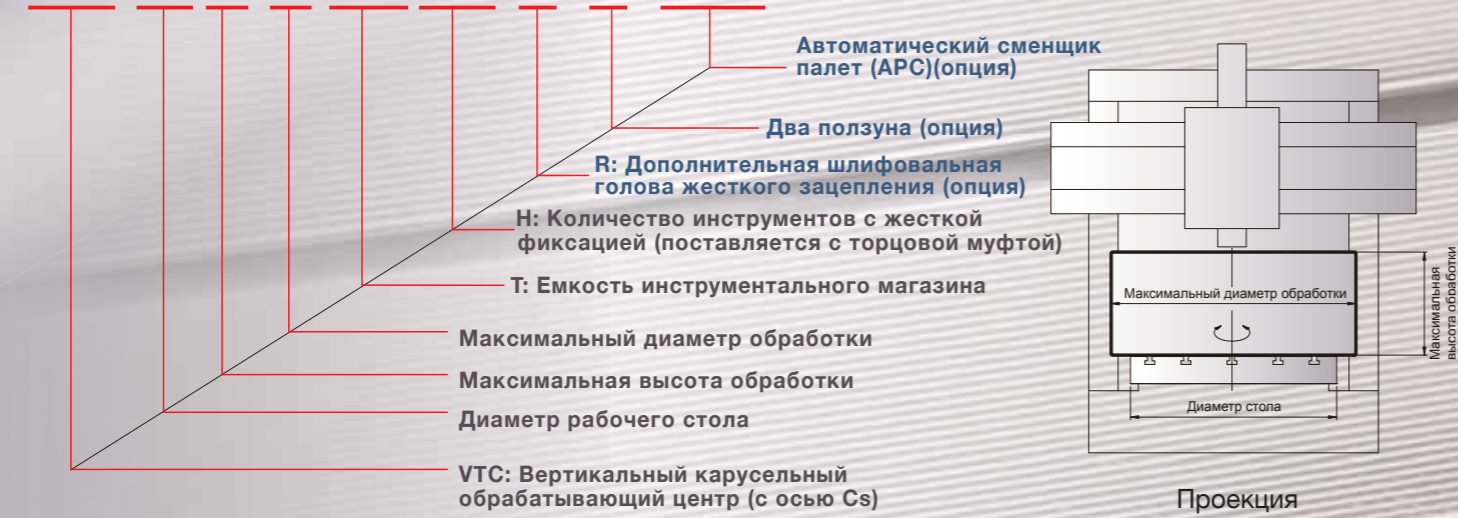 Автоматический сменщик
палет (APC)(опция)
Два ползуна (опция)
R: Дополнительная шлифовальная
голова жесткого зацепления (опция)
H: Количество инструментов с жесткой
фиксацией (поставляется с торцовой муфтой)
T: Емкость инструментального магазина
Максимальный диаметр обработки
Максимальная высота обработки
Диаметр рабочего стола
VTC: Вертикальный карусельный
обрабатывающий центр (с осью Cs)
Максимальный диаметр обработки
Максимальная
высота обработки
Диаметр стола
Проекция